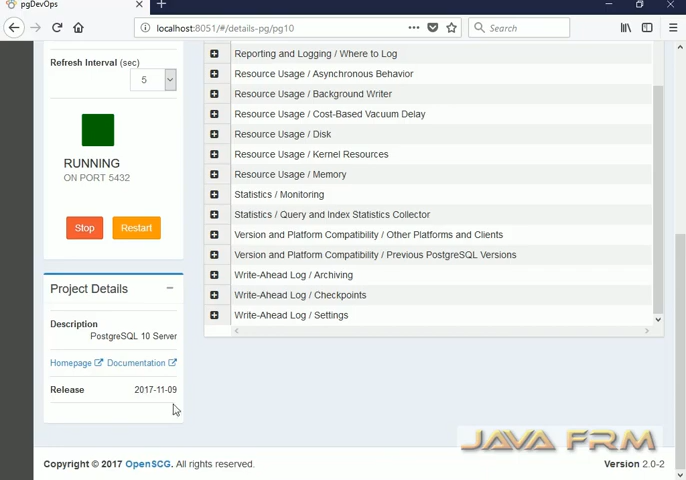 pgDevOps
localhost:8051/#/details-pg/pg10
Search
Refresh Interval (sec)
5
RUNNING
ON PORT 5432
Stop
Restart
Project Details
Description
PostgreSQL 10 Server
Homepage
Documentation
Release
2017-11-09
Reporting and Logging / Where to Log
Resource Usage / Asynchronous Behavior
Resource Usage / Background Writer
Resource Usage / Cost-Based Vacuum Delay
Resource Usage / Disk
Resource Usage / Kernel Resources
Resource Usage / Memory
Statistics / Monitoring
Statistics / Query and Index Statistics Collector
Version and Platform Compatibility / Other Platforms and Clients
Version and Platform Compatibility / Previous PostgreSQL Versions
Write-Ahead Log / Archiving
Write-Ahead Log / Checkpoints
Write-Ahead Log / Settings
JAVA FRM
Copyright © 2017 OpenSCG. All rights reserved.
Version 2.0-2